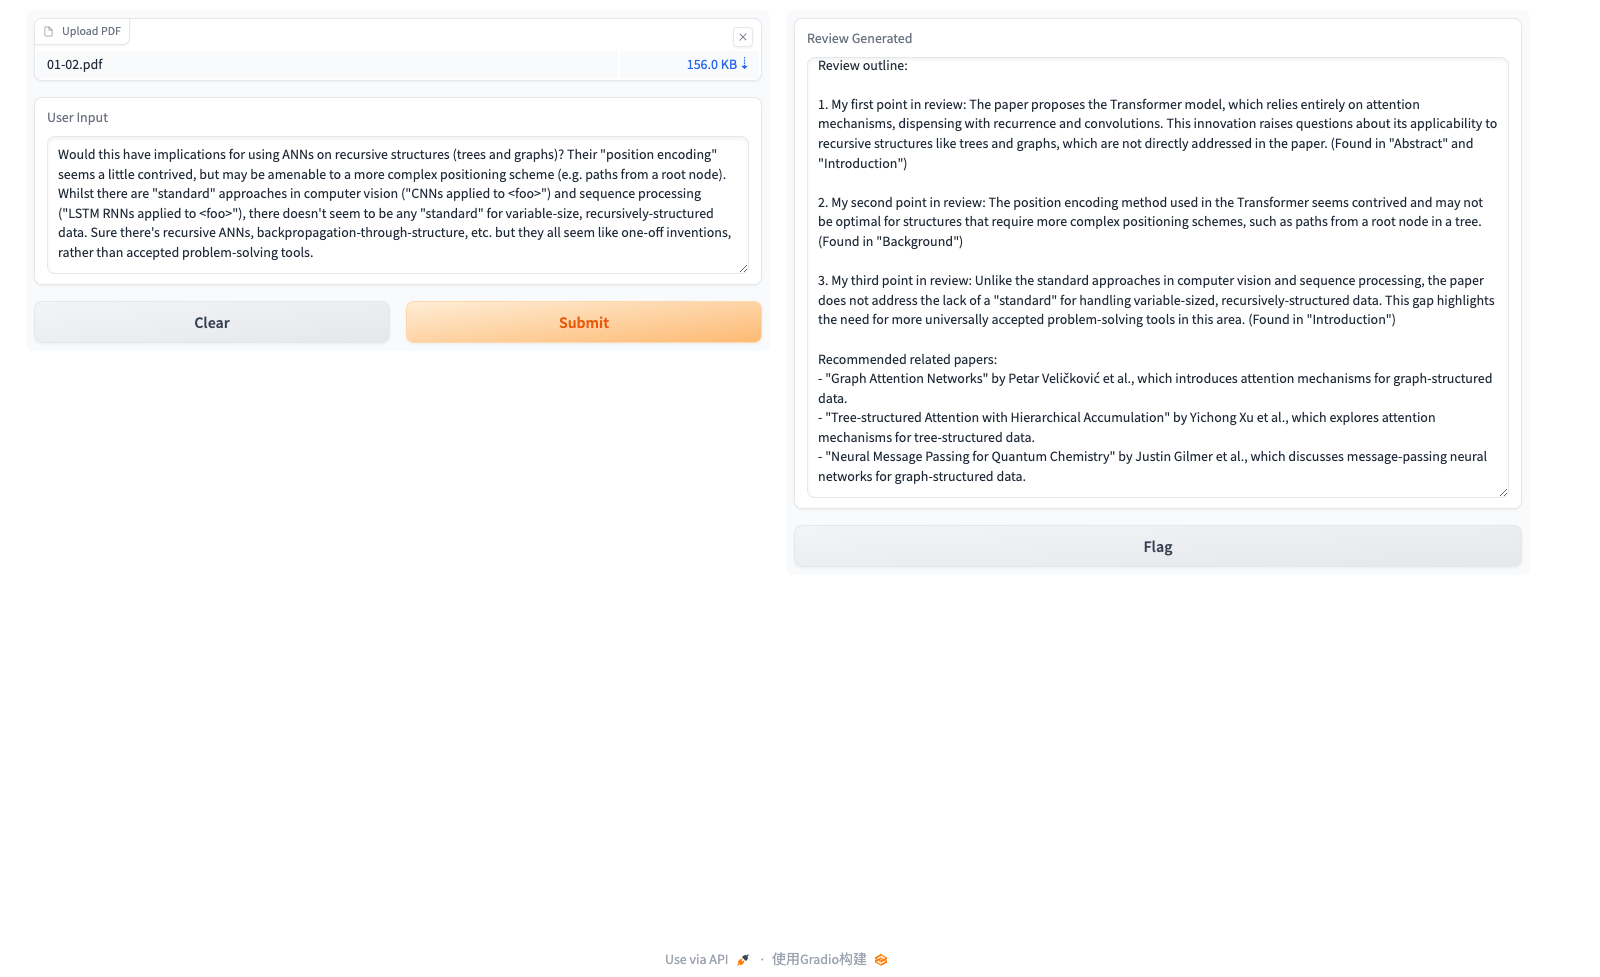 Upload PDF
01-02.pdf
156.0 KB ↓
User Input
Would this have implications for using ANNs on recursive structures (trees and graphs)? Their "position encoding"
seems a little contrived, but may be amenable to a more complex positioning scheme (e.g. paths from a root node).
Whilst there are "standard" approaches in computer vision ("CNNs applied to <foo>") and sequence processing
("LSTM RNNs applied to <foo>"), there doesn't seem to be any "standard" for variable-size, recursively-structured
data. Sure there's recursive ANNs, backpropagation-through-structure, etc. but they all seem like one-off inventions,
rather than accepted problem-solving tools.
Clear
Submit
Review Generated
Review outline:
1. My first point in review: The paper proposes the Transformer model, which relies entirely on attention
mechanisms, dispensing with recurrence and convolutions. This innovation raises questions about its applicability to
recursive structures like trees and graphs, which are not directly addressed in the paper. (Found in "Abstract" and
"Introduction")
2. My second point in review: The position encoding method used in the Transformer seems contrived and may not
be optimal for structures that require more complex positioning schemes, such as paths from a root node in a tree.
(Found in "Background")
3. My third point in review: Unlike the standard approaches in computer vision and sequence processing, the paper
does not address the lack of a "standard" for handling variable-sized, recursively-structured data. This gap highlights
the need for more universally accepted problem-solving tools in this area. (Found in "Introduction")
Recommended related papers:
- "Graph Attention Networks" by Petar Veličković et al., which introduces attention mechanisms for graph-structured
data.
- "Tree-structured Attention with Hierarchical Accumulation" by Yichong Xu et al., which explores attention
mechanisms for tree-structured data.
- "Neural Message Passing for Quantum Chemistry" by Justin Gilmer et al., which discusses message-passing neural
networks for graph-structured data.
Flag
Use via API · 使用Gradio构建